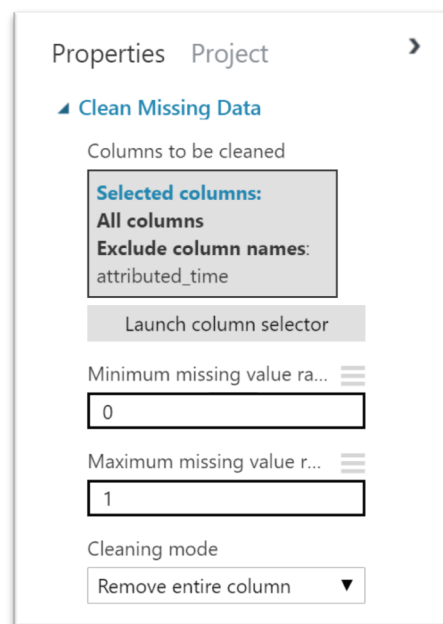 Properties Project
Clean Missing Data
Columns to be cleaned
Selected columns:
All columns
Exclude column names:
attributed_time
Launch column selector
Minimum missing value ra...
0
Maximum missing value r...
1
Cleaning mode
Remove entire column